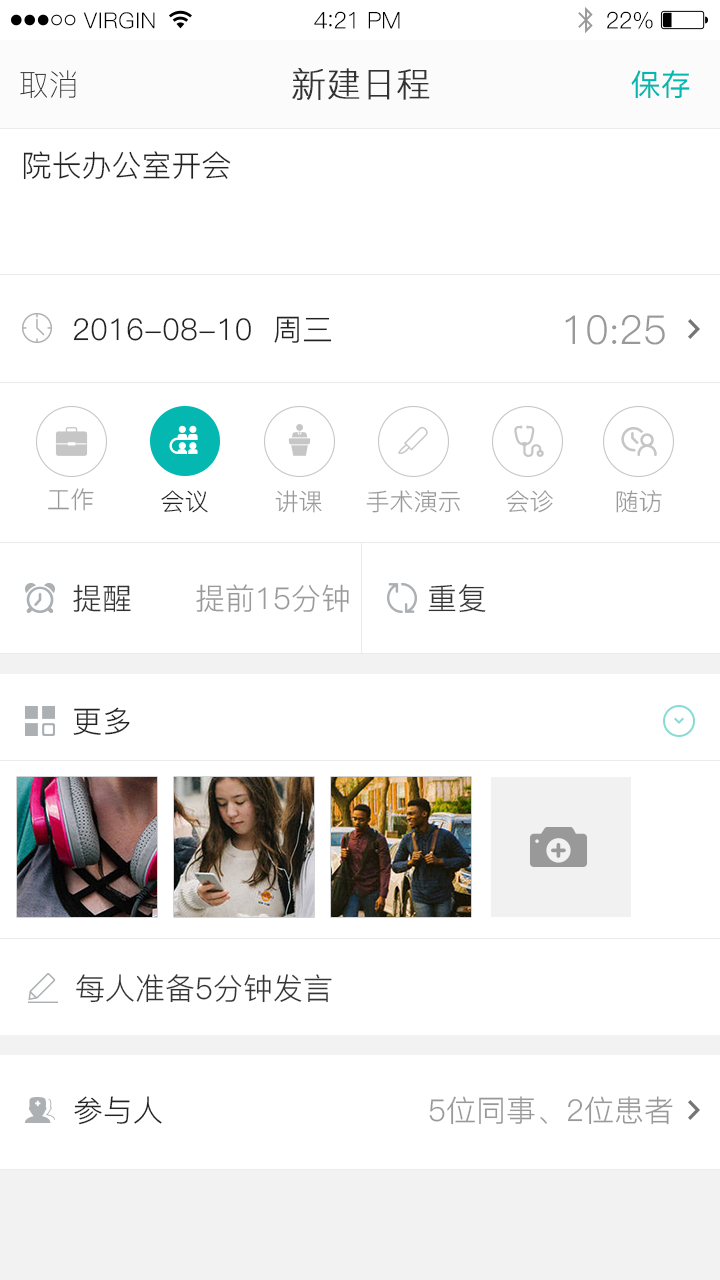 VIRGIN 4:21 PM 22%
取消 新建日程 保存
院长办公室开会
2016-08-10 周三 10:25
工作 会议 讲课 手术演示 会诊 随访
提醒 提前15分钟 重复
更多
每人准备5分钟发言
参与人 5位同事、2位患者